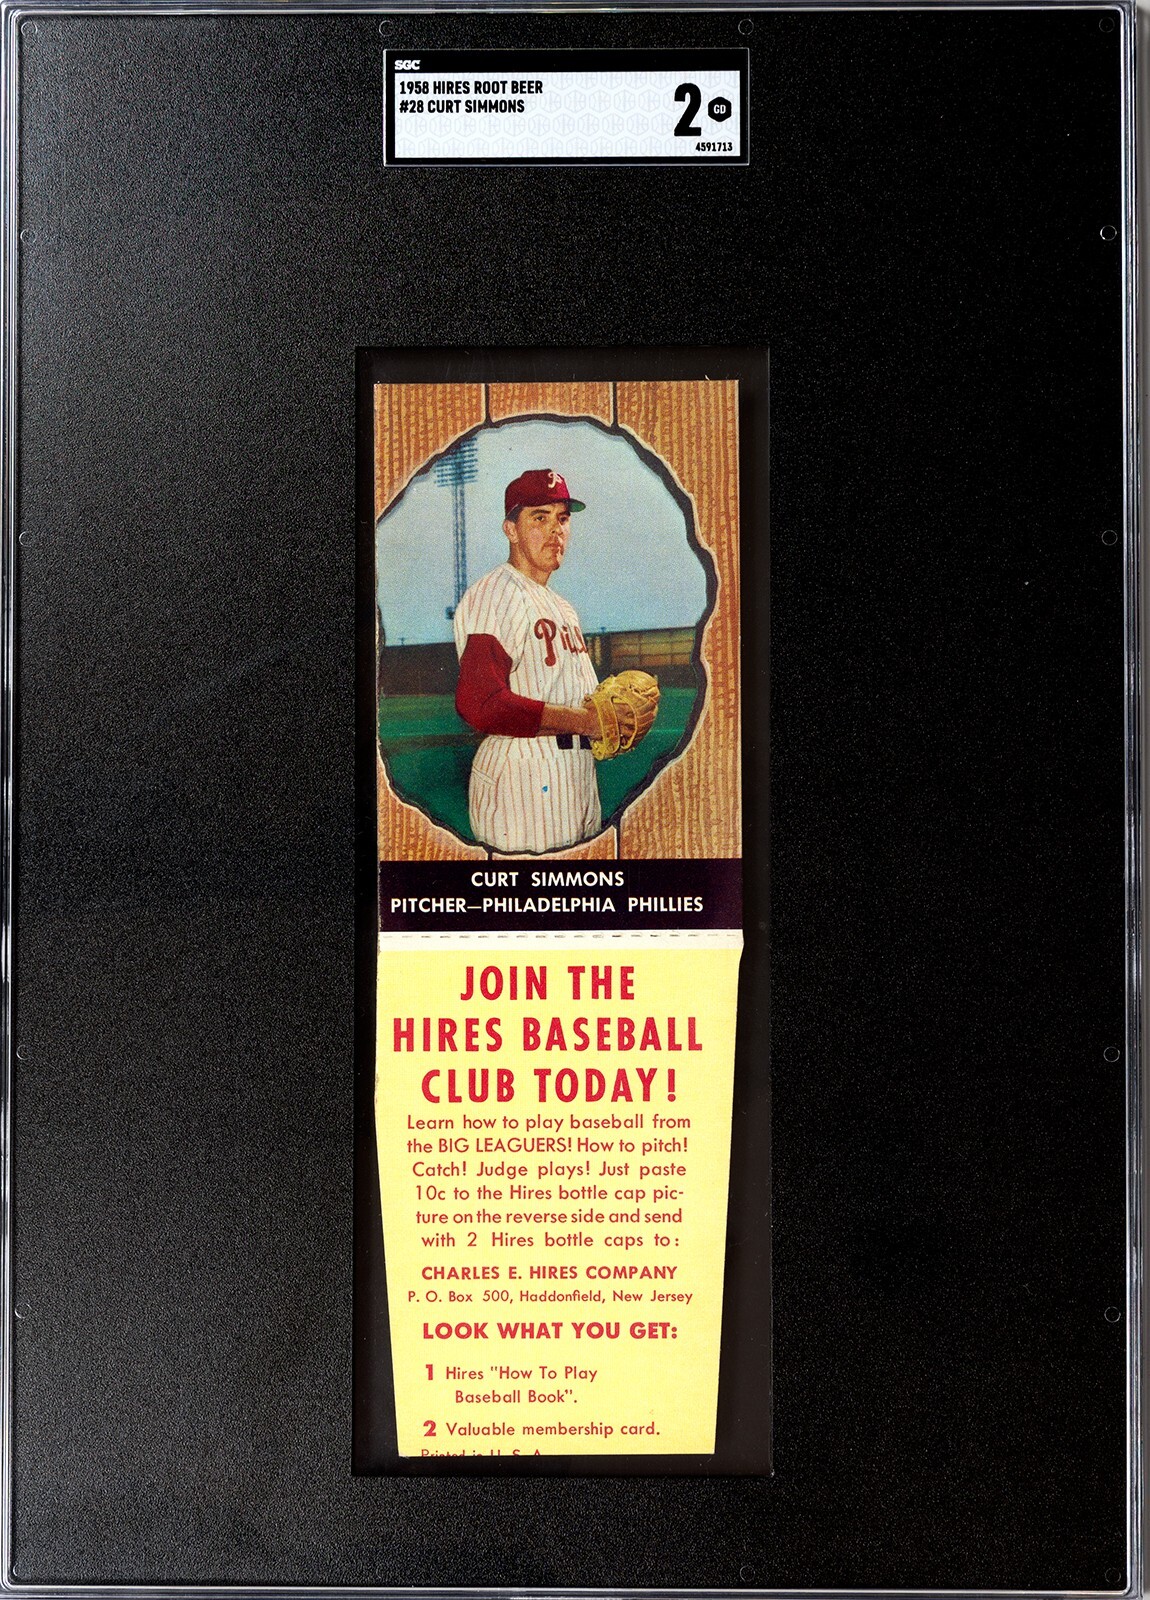 SGC
1958 HIRES ROOT BEER
#28 CURT SIMMONS
2 GD
4591713
P
Phils
CURT SIMMONS
PITCHER—PHILADELPHIA PHILLIES
JOIN THE
HIRES BASEBALL
CLUB TODAY!
Learn how to play baseball from
the BIG LEAGUERS! How to pitch!
Catch! Judge plays! Just paste
10c to the Hires bottle cap pic-
ture on the reverse side and send
with 2 Hires bottle caps to:
CHARLES E. HIRES COMPANY
P. O. Box 500, Haddonfield, New Jersey
LOOK WHAT YOU GET:
1 Hires "How To Play
Baseball Book".
2 Valuable membership card.
Printed in U. S. A.